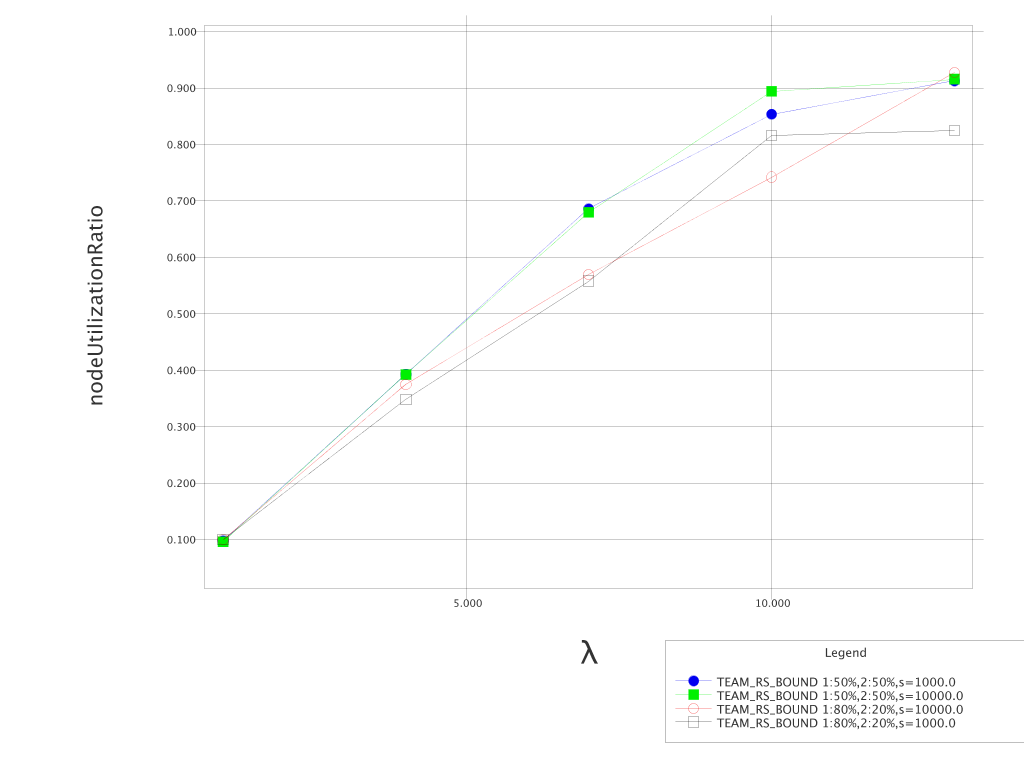 1.000
0.900
0.800
0.700
0.600
0.500
0.400
0.300
0.200
0.100
nodeUtilizationRatio
5.000 10.000
λ
Legend
TEAM_RS_BOUND 1:50%,2:50%,s=1000.0
TEAM_RS_BOUND 1:50%,2:50%,s=10000.0
TEAM_RS_BOUND 1:80%,2:20%,s=10000.0
TEAM_RS_BOUND 1:80%,2:20%,s=1000.0